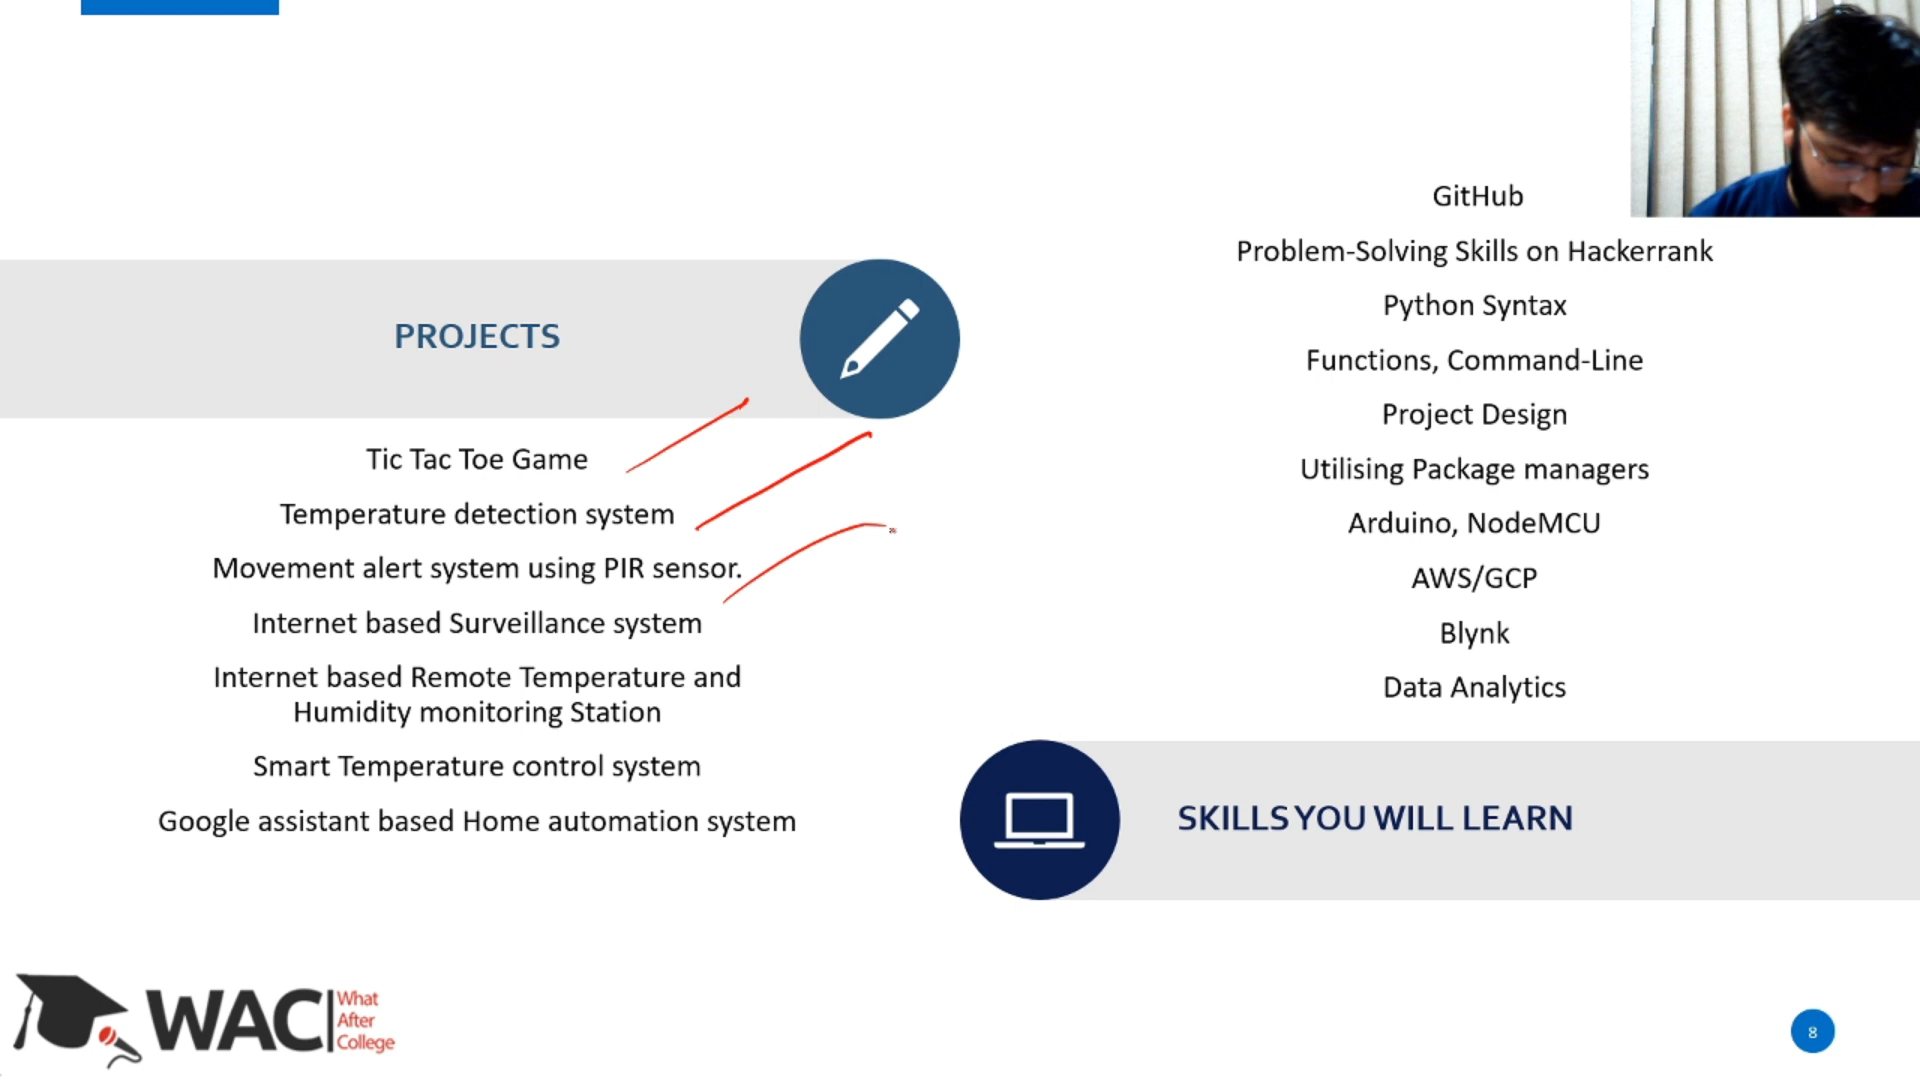 PROJECTS
Tic Tac Toe Game
Temperature detection system
Movement alert system using PIR sensor.
Internet based Surveillance system
Internet based Remote Temperature and
Humidity monitoring Station
Smart Temperature control system
Google assistant based Home automation system
GitHub
Problem-Solving Skills on Hackerrank
Python Syntax
Functions, Command-Line
Project Design
Utilising Package managers
Arduino, NodeMCU
AWS/GCP
Blynk
Data Analytics
SKILLS YOU WILL LEARN
WAC
What
After
College
8